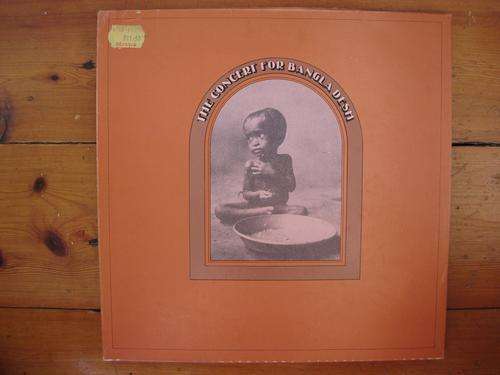 THE CONCERT FOR BANGLA DESH